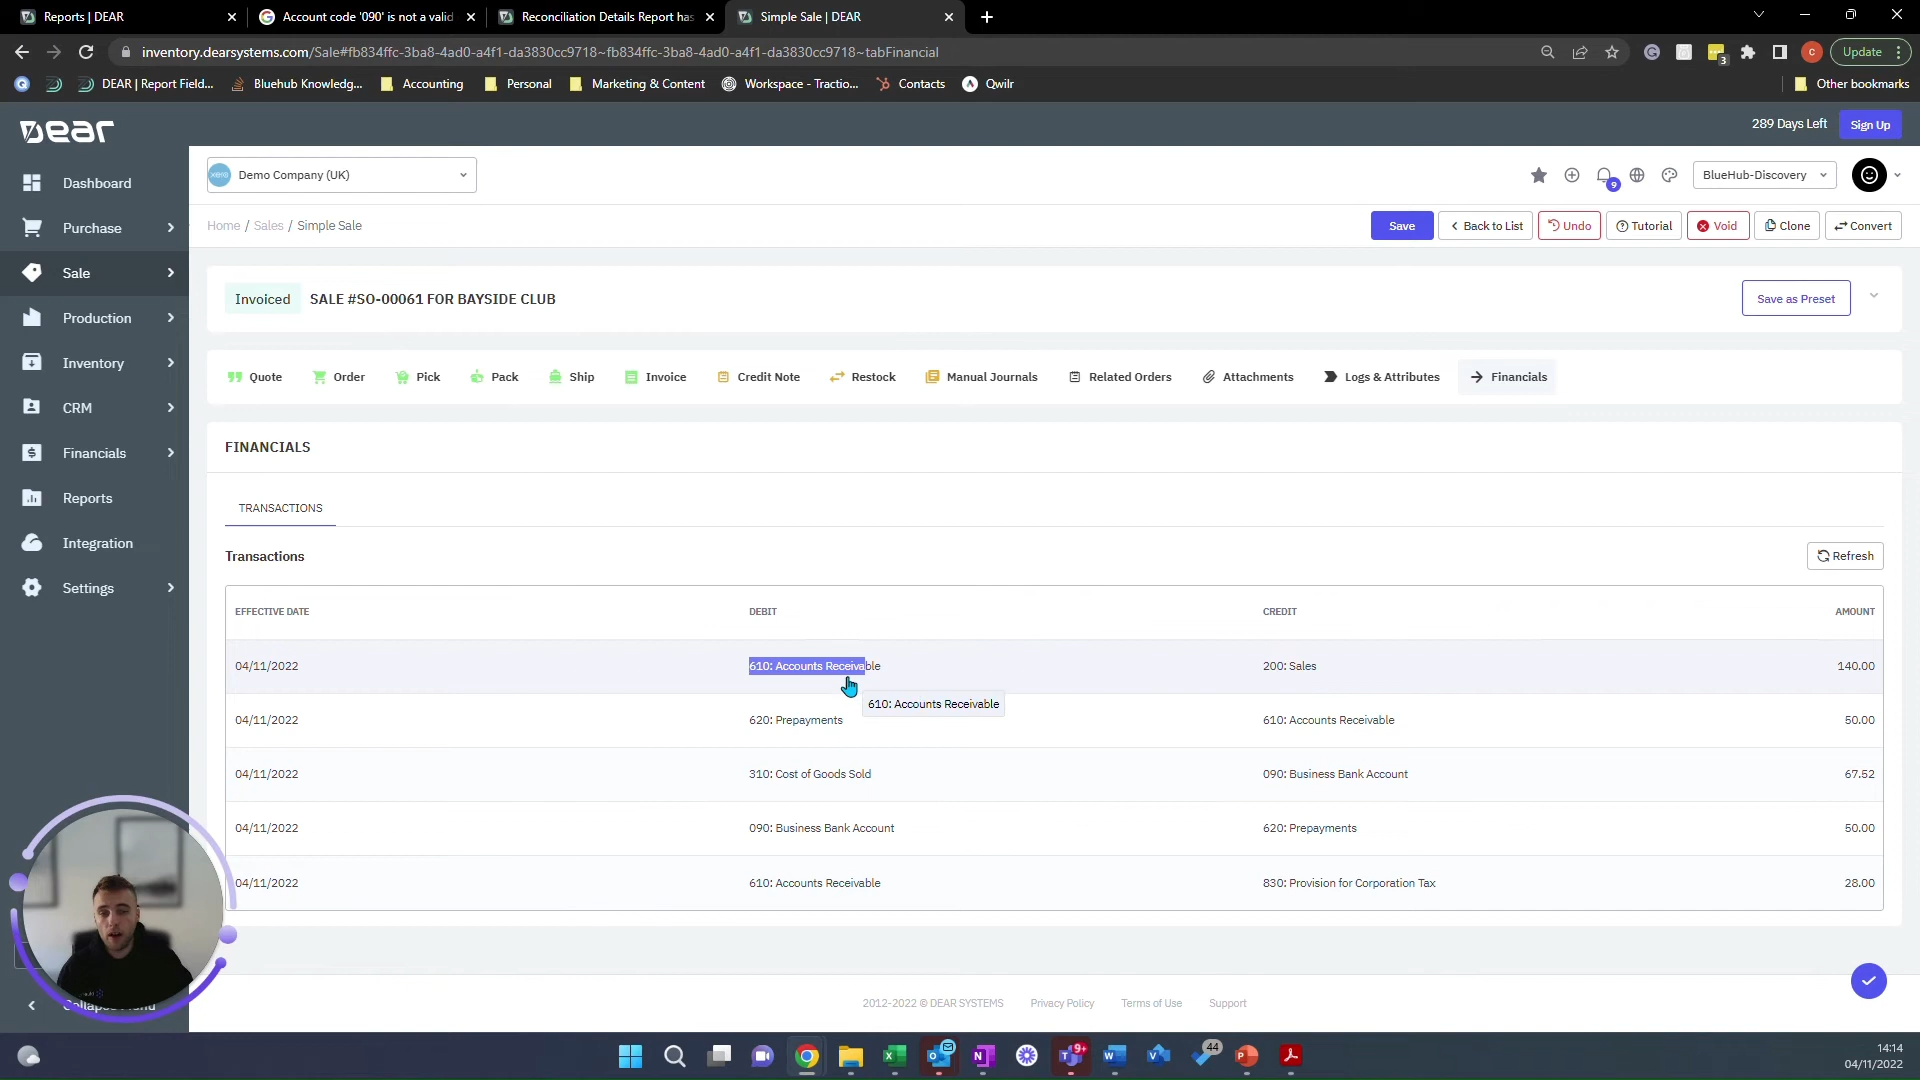 Reports | DEAR
Account code '090' is not a valid
Reconciliation Details Report has
Simple Sale | DEAR
inventory.dearsystems.com/Sale#fb834ffc-3ba8-4ad0-a4f1-da3830cc9718~fb834ffc-3ba8-4ad0-a4f1-da3830cc9718~tabFinancial
3
C
Update
DEAR | Report Field...
Bluehub Knowledg...
Accounting
Personal
Marketing & Content
Workspace - Tractio...
Contacts
Qwilr
Other bookmarks
Dear
289 Days Left
Sign Up
xero
Demo Company (UK)
9
BlueHub-Discovery
Home / Sales / Simple Sale
Save
Back to List
Undo
Tutorial
Void
Clone
Convert
Dashboard
Purchase
Sale
Production
Inventory
CRM
Financials
Reports
Integration
Settings
Invoiced
SALE #SO-00061 FOR BAYSIDE CLUB
Save as Preset
Quote
Order
Pick
Pack
Ship
Invoice
Credit Note
Restock
Manual Journals
Related Orders
Attachments
Logs & Attributes
Financials
FINANCIALS
TRANSACTIONS
Transactions
Refresh
EFFECTIVE DATE DEBIT CREDIT AMOUNT
04/11/2022 610: Accounts Receivable 200: Sales 140.00
610: Accounts Receivable
04/11/2022 620: Prepayments 610: Accounts Receivable 50.00
04/11/2022 310: Cost of Goods Sold 090: Business Bank Account 67.52
04/11/2022 090: Business Bank Account 620: Prepayments 50.00
04/11/2022 610: Accounts Receivable 830: Provision for Corporation Tax 28.00
2012-2022 © DEAR SYSTEMS
Privacy Policy
Terms of Use
Support
9+
44
14:14
04/11/2022